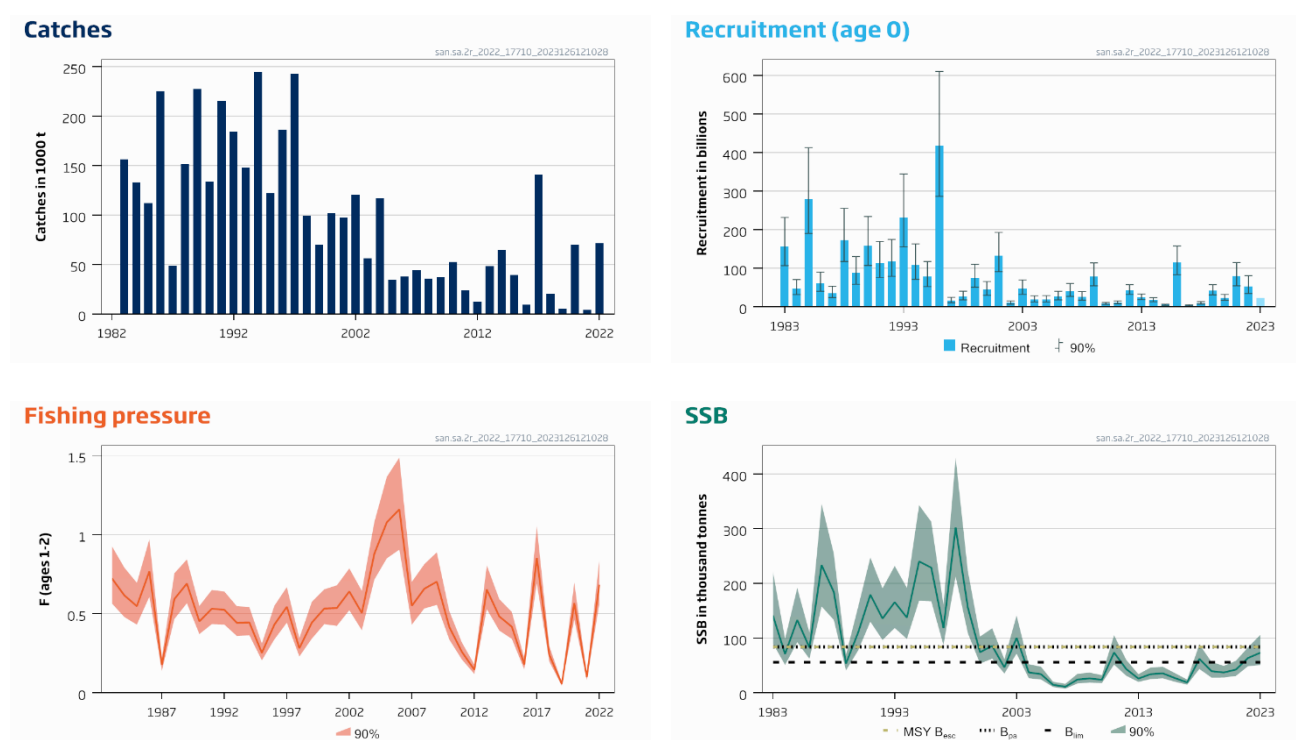 Catches
san.sa.2r_2022_17710_2023126121028
Catches in 1000 t
250
200
150
100
50
0
1982 1992 2002 2012 2022
Recruitment (age 0)
san.sa.2r_2022_17710_2023126121028
Recruitment in billions
600
500
400
300
200
100
0
1983 1993 2003 2013 2023
Recruitment 90%
Fishing pressure
san.sa.2r_2022_17710_2023126121028
F (ages 1-2)
1.5
1
0.5
0
1987 1992 1997 2002 2007 2012 2017 2022
90%
SSB
san.sa.2r_2022_17710_2023126121028
SSB in thousand tonnes
400
300
200
100
0
1983 1993 2003 2013 2023
MSY Besc Bpa Blim 90%